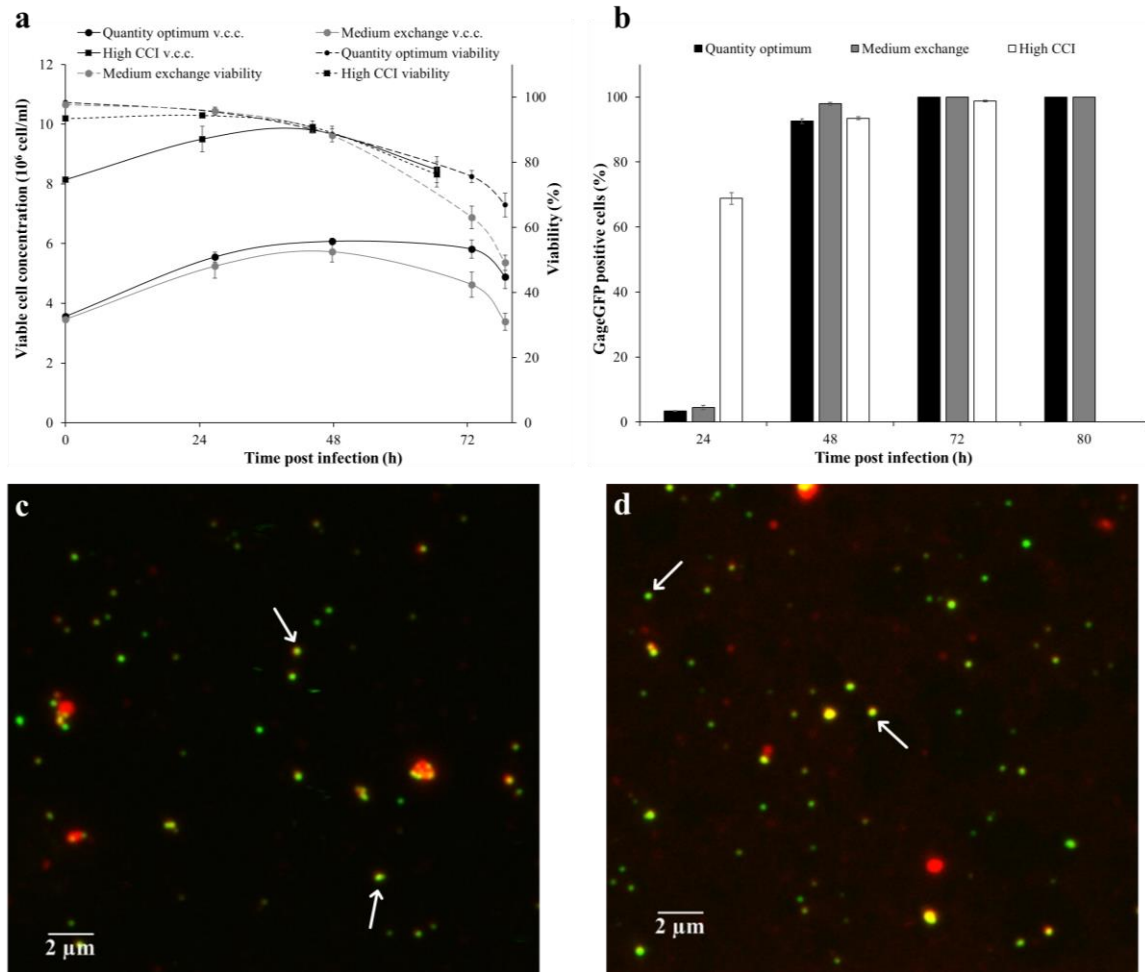 a
Quantity optimum v.c.c. Medium exchange v.c.c.
High CCI v.c.c. Quantity optimum viability
Medium exchange viability High CCI viability
12
10
8
6
4
2
0
100
80
60
40
20
0
0 24 48 72
Viable cell concentration (10⁶ cell/ml)
Viability (%)
Time post infection (h)
b
Quantity optimum Medium exchange High CCI
100
80
60
40
20
0
24 48 72 80
GageGFP positive cells (%)
Time post infection (h)
c
2 µm
d
2 µm